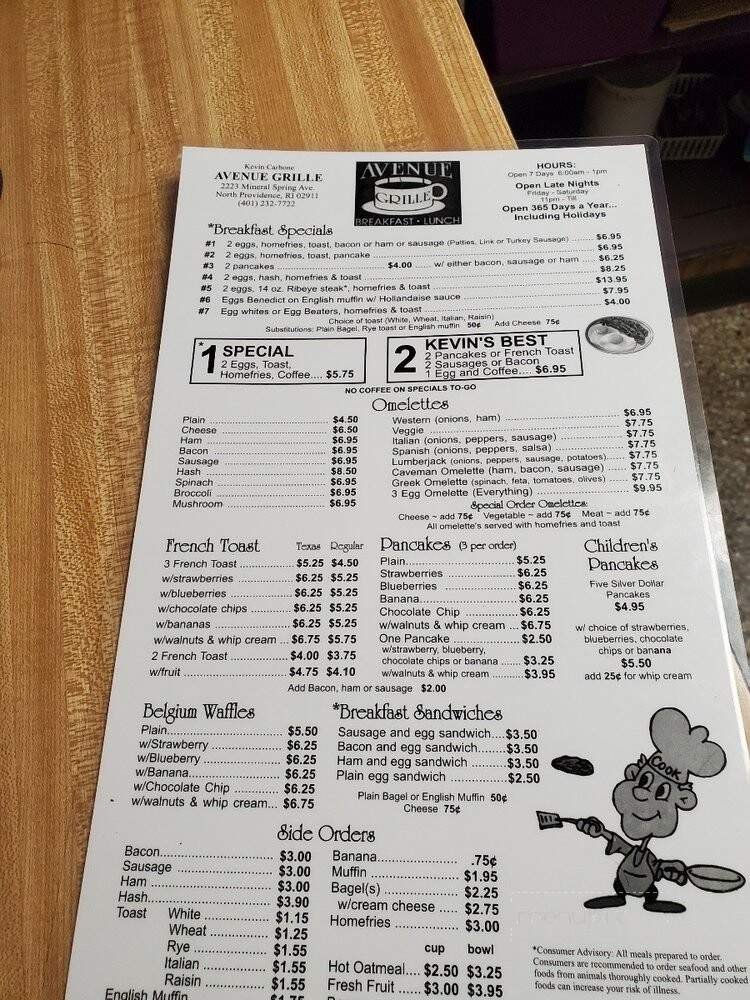 Kevin Carbone
AVENUE GRILLE
2223 Mineral Spring Ave.
North Providence, RI 02911
(401) 232-7722
AVENUE
GRILLE
BREAKFAST • LUNCH
HOURS:
Open 7 Days 6:00am - 1pm
Open Late Nights
Friday - Saturday
11pm - Till
Open 365 Days a Year...
Including Holidays
*Breakfast Specials
#1 2 eggs, homefries, toast, bacon or ham or sausage (Patties, Link or Turkey Sausage) ....... $6.95
#2 2 eggs, homefries, toast, pancake ....... $6.95
#3 2 pancakes ....... $4.00 ..... w/ either bacon, sausage or ham .... $6.25
#4 2 eggs, hash, homefries & toast ....... $8.25
#5 2 eggs, 14 oz. Ribeye steak*, homefries & toast ....... $13.95
#6 Eggs Benedict on English muffin w/ Hollandaise sauce ....... $7.95
#7 Egg whites or Egg Beaters, homefries & toast ....... $4.00
Choice of toast (White, Wheat, Italian, Raisin)
Substitutions: Plain Bagel, Rye toast or English muffin 50¢ Add Cheese 75¢
*1 SPECIAL
2 Eggs, Toast,
Homefries, Coffee.... $5.75
2 KEVIN'S BEST
2 Pancakes or French Toast
2 Sausages or Bacon
1 Egg and Coffee.... $6.95
NO COFFEE ON SPECIALS TO-GO
Omelettes
Plain ....... $4.50
Cheese ....... $6.50
Ham ....... $6.95
Bacon ....... $6.95
Sausage ....... $6.95
Hash ....... $8.50
Spinach ....... $6.95
Broccoli ....... $6.95
Mushroom ....... $6.95
Western (onions, ham) ....... $6.95
Veggie ....... $7.75
Italian (onions, peppers, sausage) ....... $7.75
Spanish (onions, peppers, salsa) ....... $7.75
Lumberjack (onions, peppers, sausage, potatoes)..... $7.75
Caveman Omelette (ham, bacon, sausage) ...... $7.75
Greek Omelette (spinach, feta, tomatoes, olives) ..... $7.75
3 Egg Omelette (Everything) ....... $9.95
Special Order Omelettes:
Cheese ~ add 75¢ Vegetable ~ add 75¢ Meat ~ add 75¢
All omelette's served with homefries and toast
French Toast Texas Regular
3 French Toast ....... $5.25 $4.50
w/strawberries ....... $6.25 $5.25
w/blueberries ....... $6.25 $5.25
w/chocolate chips ....... $6.25 $5.25
w/bananas ....... $6.25 $5.25
w/walnuts & whip cream ... $6.75 $5.75
2 French Toast ....... $4.00 $3.75
w/fruit ....... $4.75 $4.10
Add Bacon, ham or sausage $2.00
Pancakes (3 per order)
Plain....... $5.25
Strawberries ....... $6.25
Blueberries ....... $6.25
Banana....... $6.25
Chocolate Chip ....... $6.25
w/walnuts & whip cream ... $6.75
One Pancake ....... $2.50
w/strawberry, blueberry,
chocolate chips or banana ....... $3.25
w/walnuts & whip cream ....... $3.95
Children's
Pancakes
Five Silver Dollar
Pancakes
$4.95
w/ choice of strawberries,
blueberries, chocolate
chips or banana
$5.50
add 25¢ for whip cream
Belgium Waffles
Plain....... $5.50
w/Strawberry ....... $6.25
w/Blueberry ....... $6.25
w/Banana....... $6.25
w/Chocolate Chip ....... $6.25
w/walnuts & whip cream... $6.75
*Breakfast Sandwiches
Sausage and egg sandwich....$3.50
Bacon and egg sandwich.......$3.50
Ham and egg sandwich .......$3.50
Plain egg sandwich .......$2.50
Plain Bagel or English Muffin 50¢
Cheese 75¢
COOK
Side Orders
Bacon....... $3.00
Sausage ....... $3.00
Ham ....... $3.00
Hash....... $3.90
Toast White ....... $1.15
Wheat ....... $1.25
Rye ....... $1.55
Italian ....... $1.55
Raisin ....... $1.55
English Muffin ....... $1.75
Banana....... .75¢
Muffin ....... $1.95
Bagel(s) ....... $2.25
w/cream cheese ..... $2.75
Homefries ....... $3.00
cup bowl
Hot Oatmeal.... $2.50 $3.25
Fresh Fruit ..... $3.00 $3.95
*Consumer Advisory: All meals prepared to order.
Consumers are recommended to order seafood and other
foods from animals thoroughly cooked. Partially cooked
foods can increase your risk of illness.